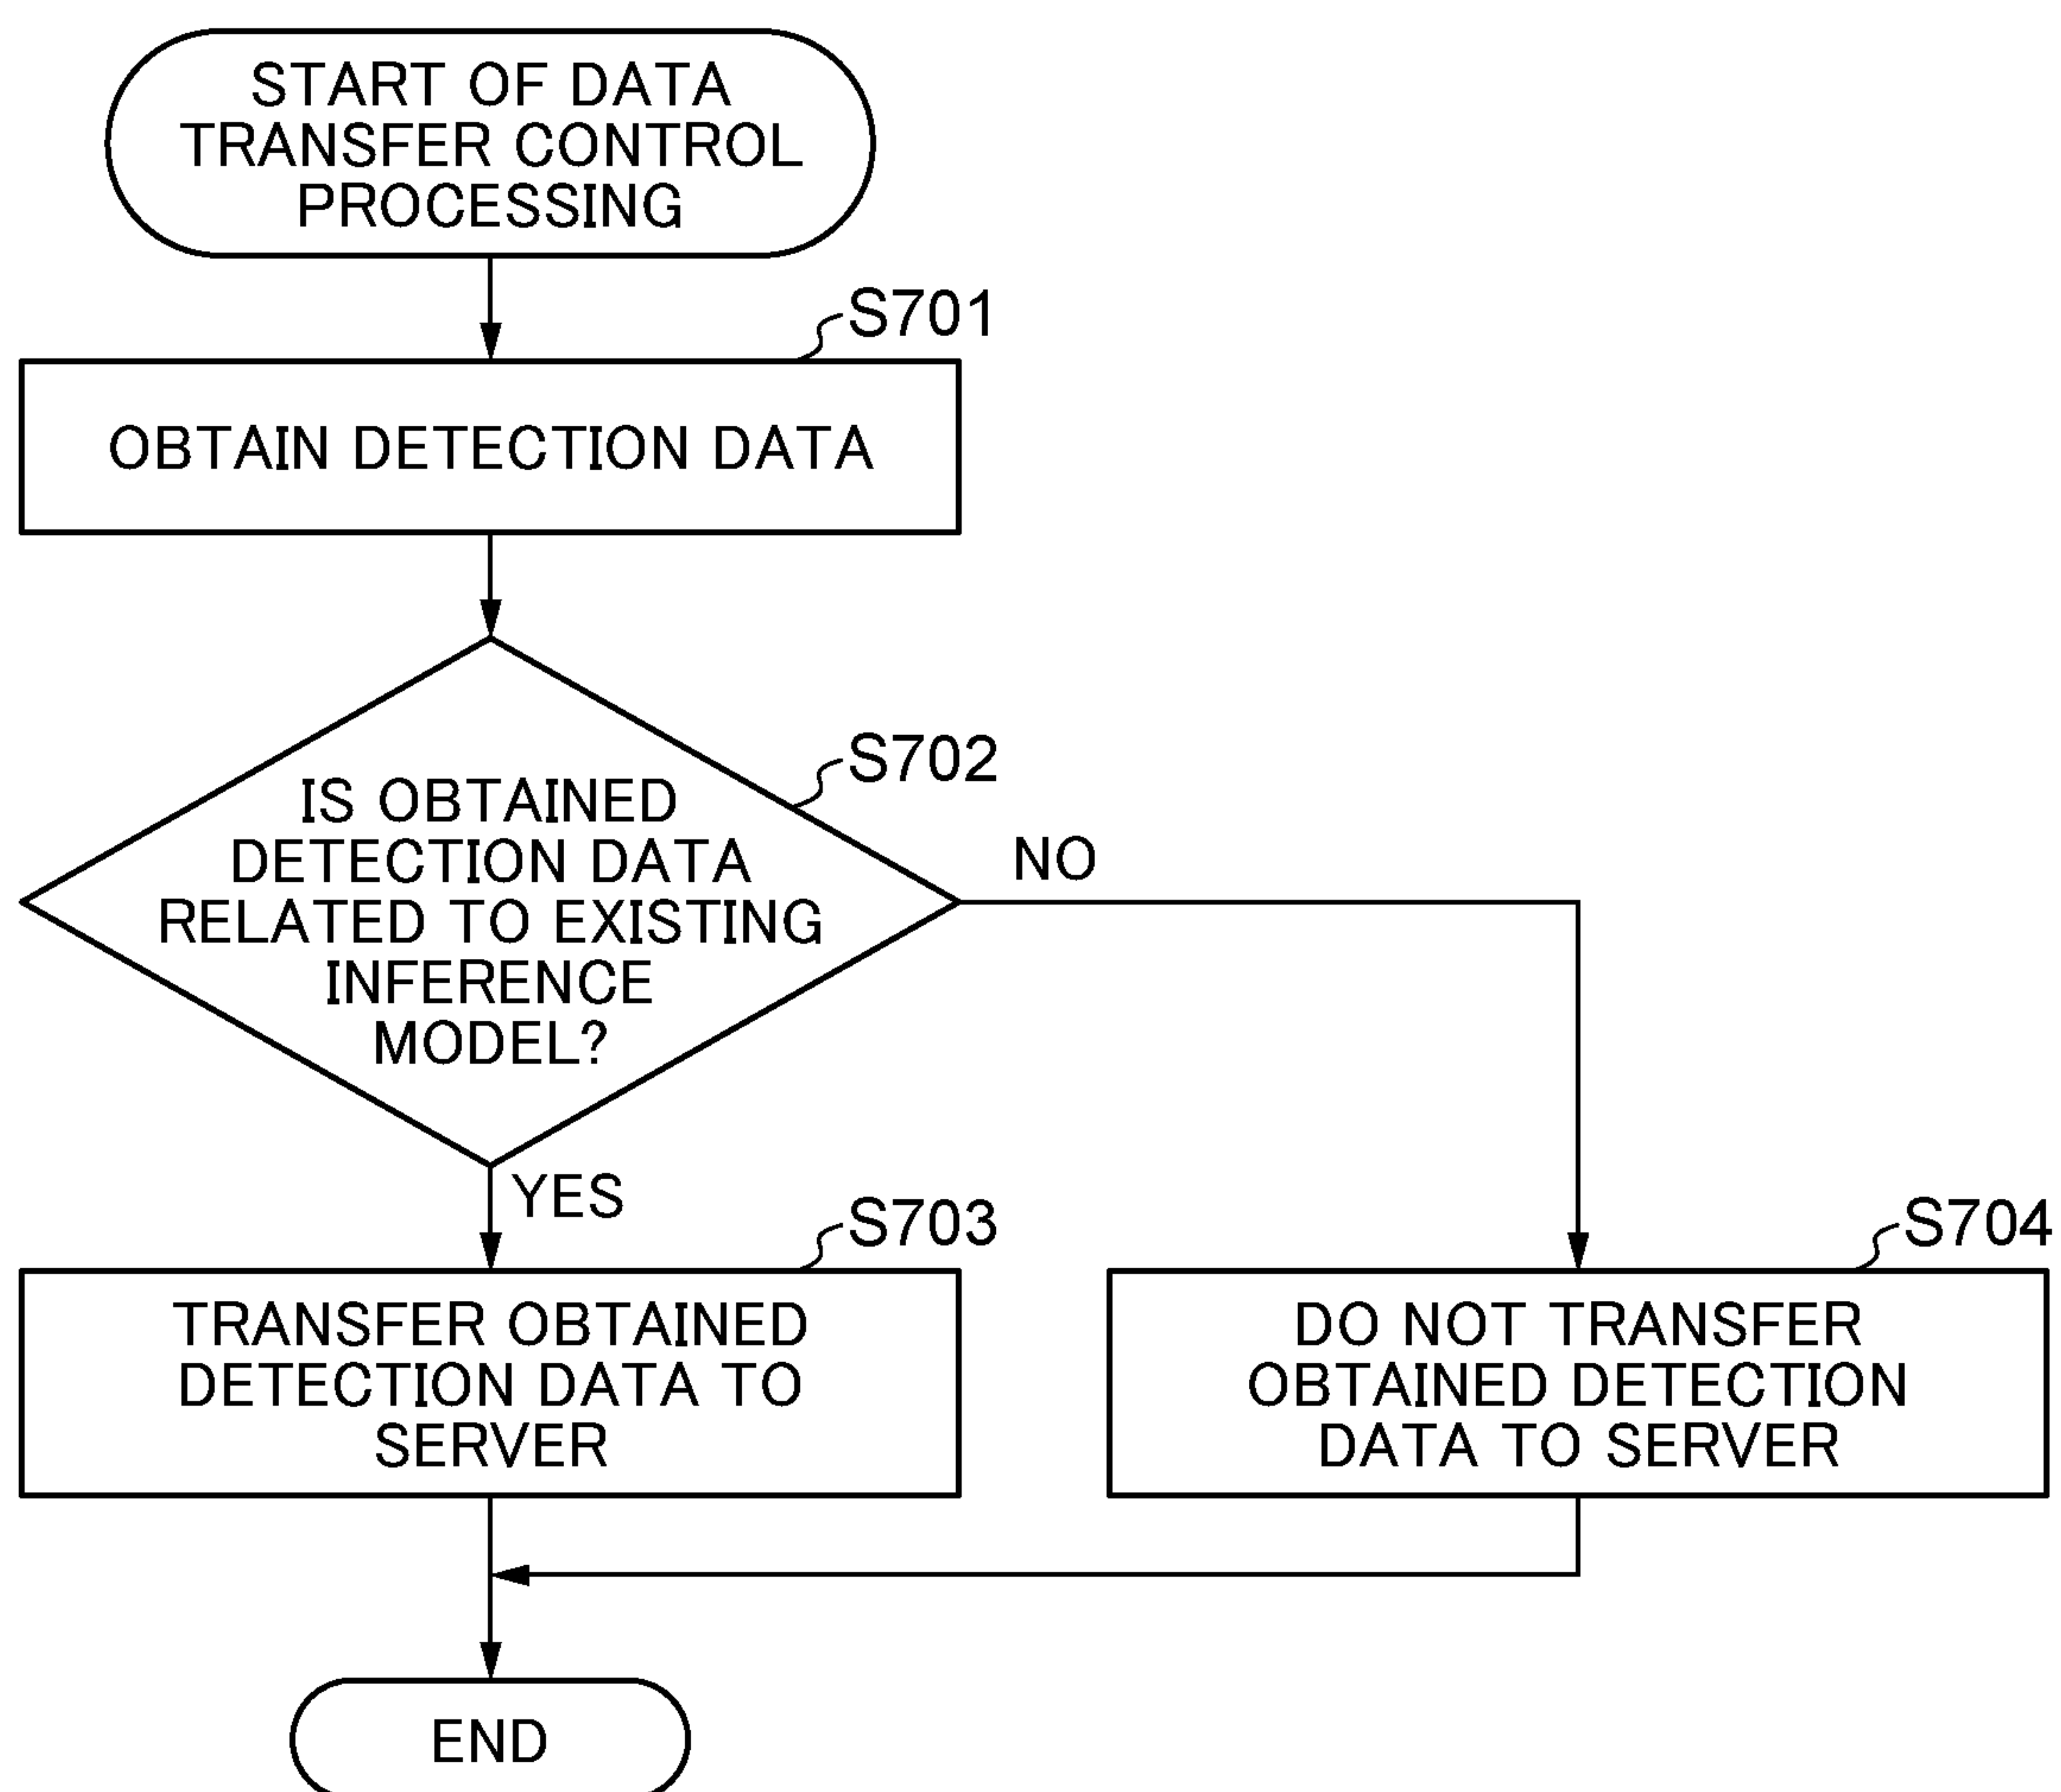 START OF DATA
TRANSFER CONTROL
PROCESSING
S701
OBTAIN DETECTION DATA
S702
IS OBTAINED
DETECTION DATA
RELATED TO EXISTING
INFERENCE
MODEL?
NO
YES
S703
TRANSFER OBTAINED
DETECTION DATA TO
SERVER
S704
DO NOT TRANSFER
OBTAINED DETECTION
DATA TO SERVER
END